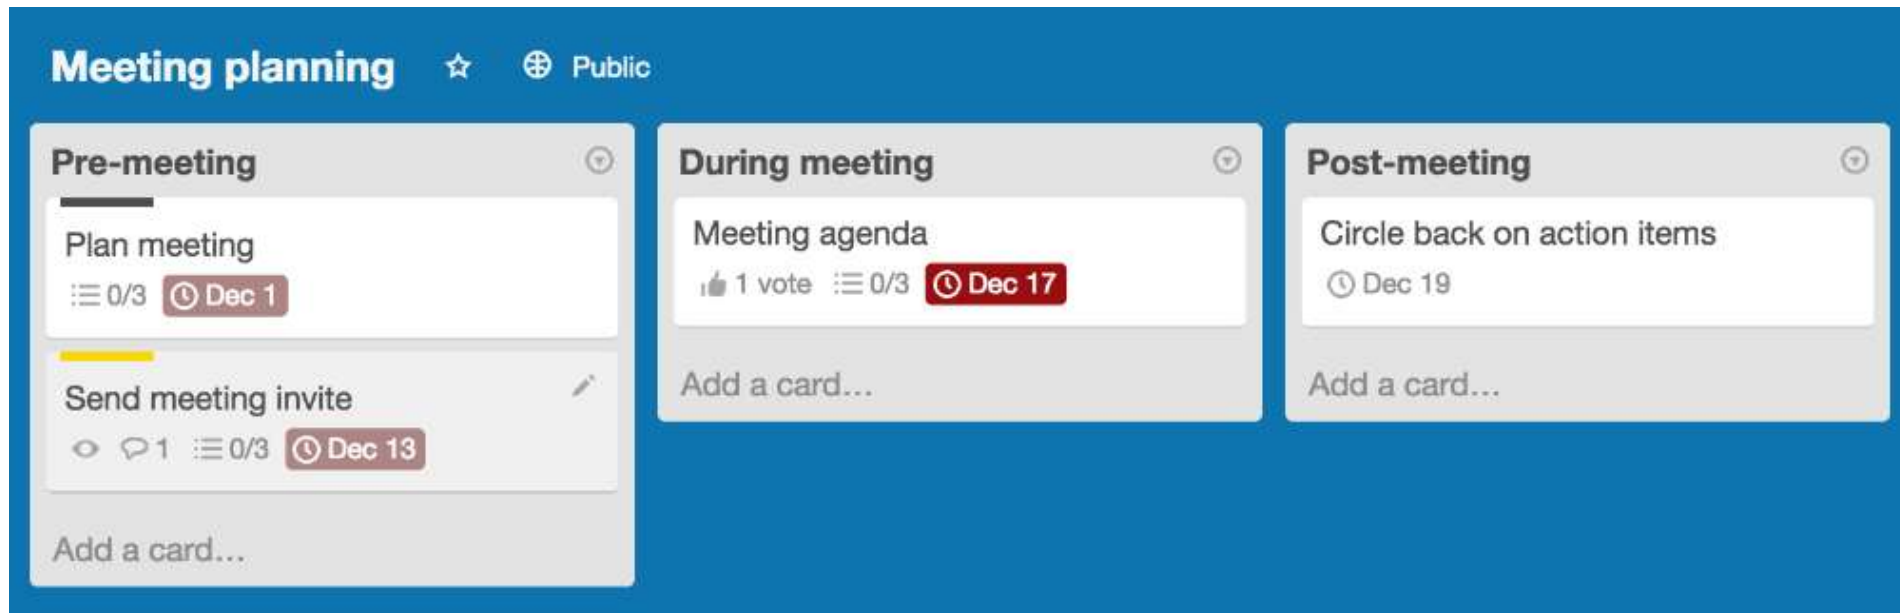 Meeting planning Public
Pre-meeting
Plan meeting
0/3 Dec 1
Send meeting invite
1 0/3 Dec 13
Add a card...
During meeting
Meeting agenda
1 vote 0/3 Dec 17
Add a card...
Post-meeting
Circle back on action items
Dec 19
Add a card...